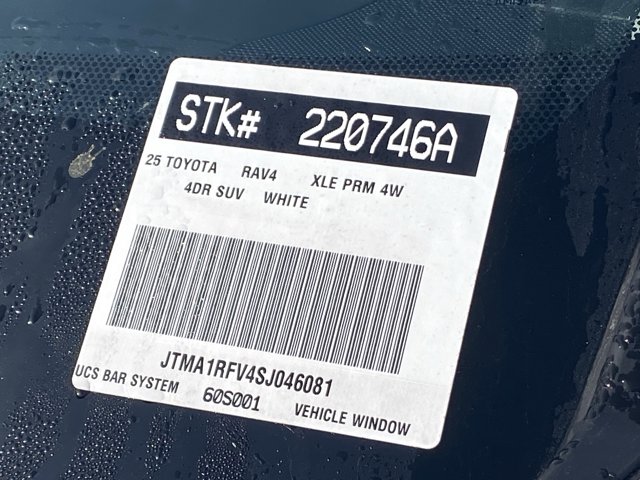 STK# 220746A
25 TOYOTA RAV4 XLE PRM 4W
4DR SUV WHITE
JTMA1RFV4SJ046081
UCS BAR SYSTEM 60S001 VEHICLE WINDOW